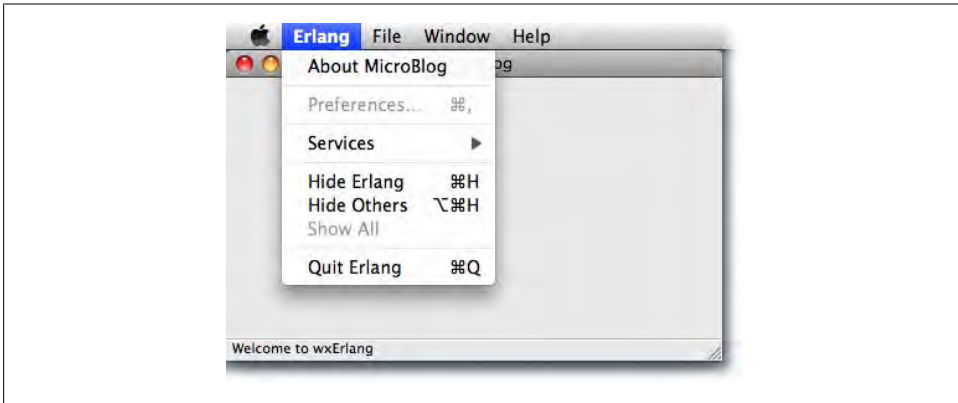 Erlang File Window Help
About MicroBlog og
Preferences... ⌘,
Services ▶
Hide Erlang ⌘H
Hide Others ⌥⌘H
Show All
Quit Erlang ⌘Q
Welcome to wxErlang